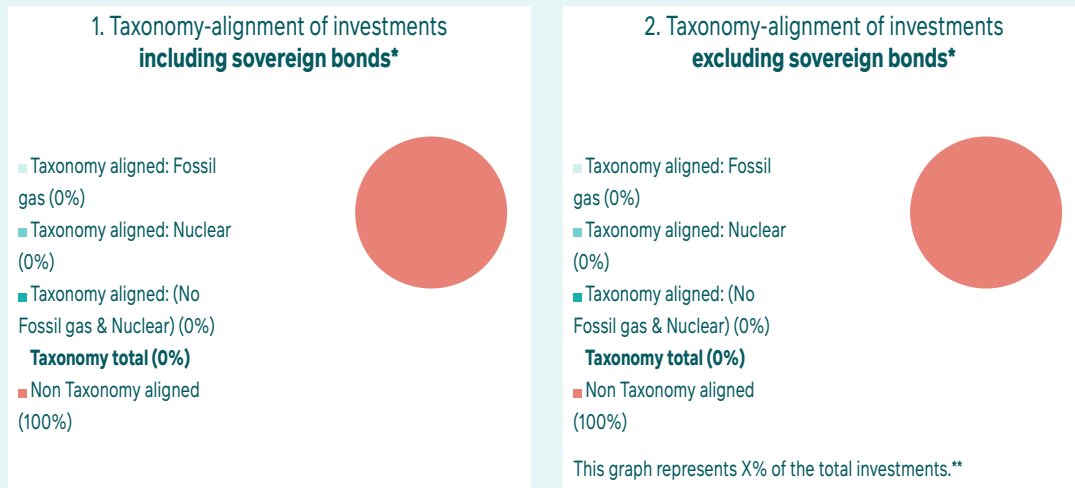 1. Taxonomy-alignment of investments
including sovereign bonds*
Taxonomy aligned: Fossil
gas (0%)
Taxonomy aligned: Nuclear
(0%)
Taxonomy aligned: (No
Fossil gas & Nuclear) (0%)
Taxonomy total (0%)
Non Taxonomy aligned
(100%)
2. Taxonomy-alignment of investments
excluding sovereign bonds*
Taxonomy aligned: Fossil
gas (0%)
Taxonomy aligned: Nuclear
(0%)
Taxonomy aligned: (No
Fossil gas & Nuclear) (0%)
Taxonomy total (0%)
Non Taxonomy aligned
(100%)
This graph represents X% of the total investments.**